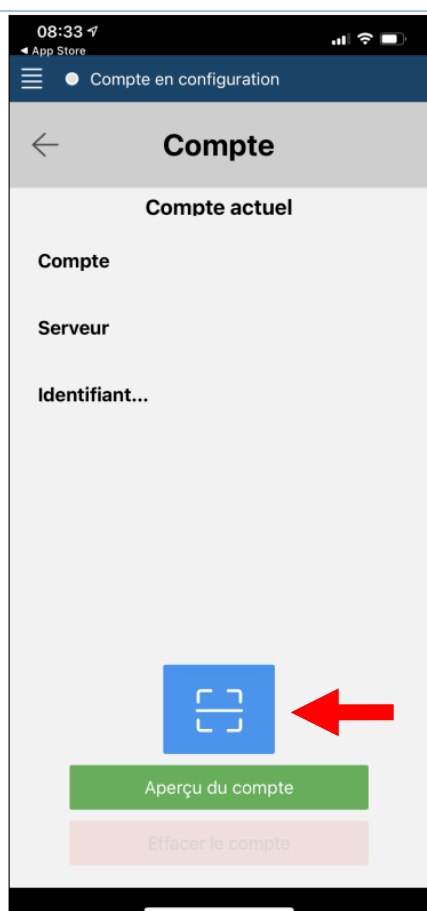 08:33
◀ App Store
Compte en configuration
Compte
Compte actuel
Compte
Serveur
Identifiant...
Aperçu du compte
Effacer le compte